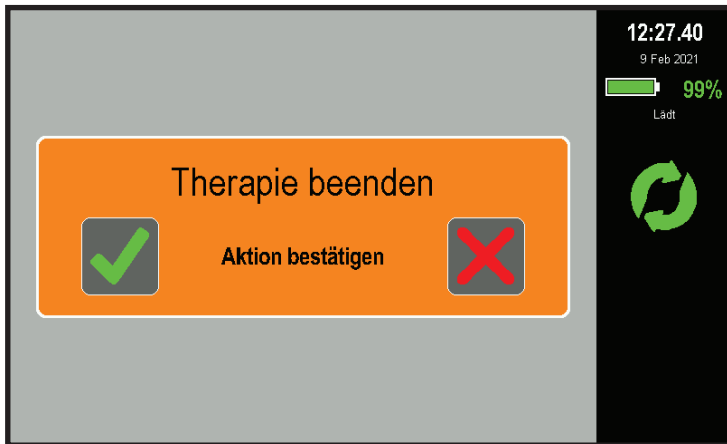 12:27.40
9 Feb 2021
99%
Lädt
Therapie beenden
Aktion bestätigen